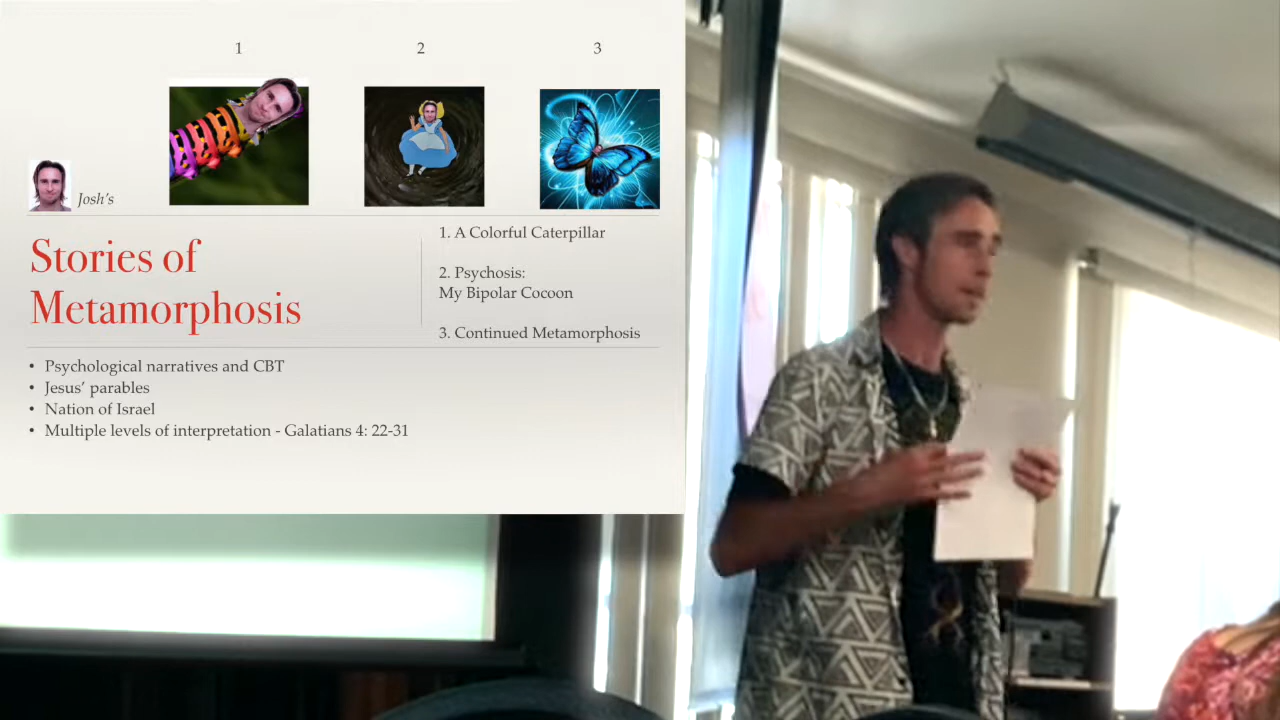 1
2
3
Josh's
Stories of
Metamorphosis
1. A Colorful Caterpillar
2. Psychosis:
My Bipolar Cocoon
3. Continued Metamorphosis
• Psychological narratives and CBT
• Jesus' parables
• Nation of Israel
• Multiple levels of interpretation - Galatians 4: 22-31